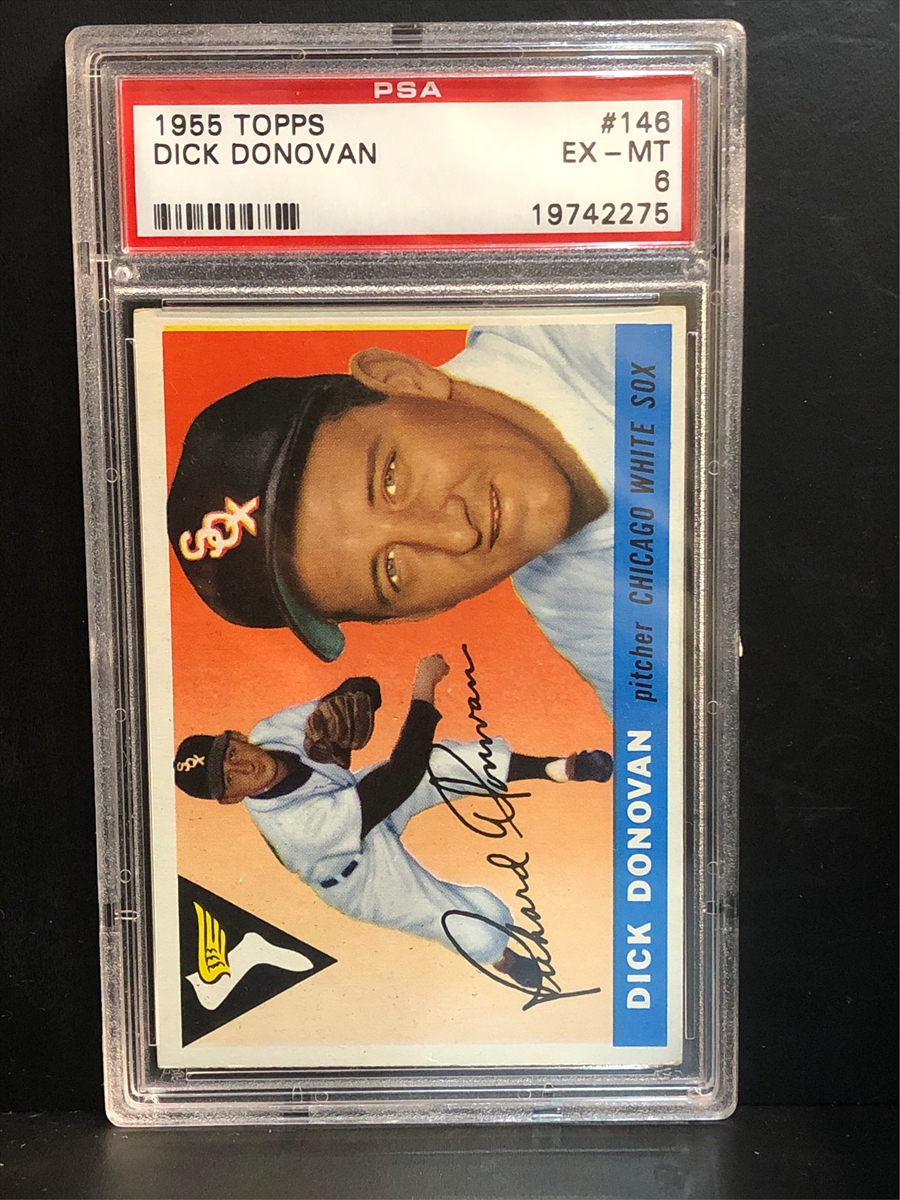 PSA
1955 TOPPS #146
DICK DONOVAN EX-MT
6
19742275
SOX
SOX
Richard E Donovan
DICK DONOVAN pitcher CHICAGO WHITE SOX